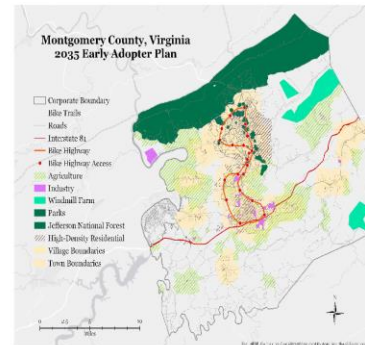 Montgomery County, Virginia
2035 Early Adopter Plan
Corporate Boundary
Bike Trails
Roads
Interstate 81
Bike Highway
Bike Highway Access
Agriculture
Industry
Windmill Farm
Parks
Jefferson National Forest
High-Density Residential
Village Boundaries
Town Boundaries
Miles
N